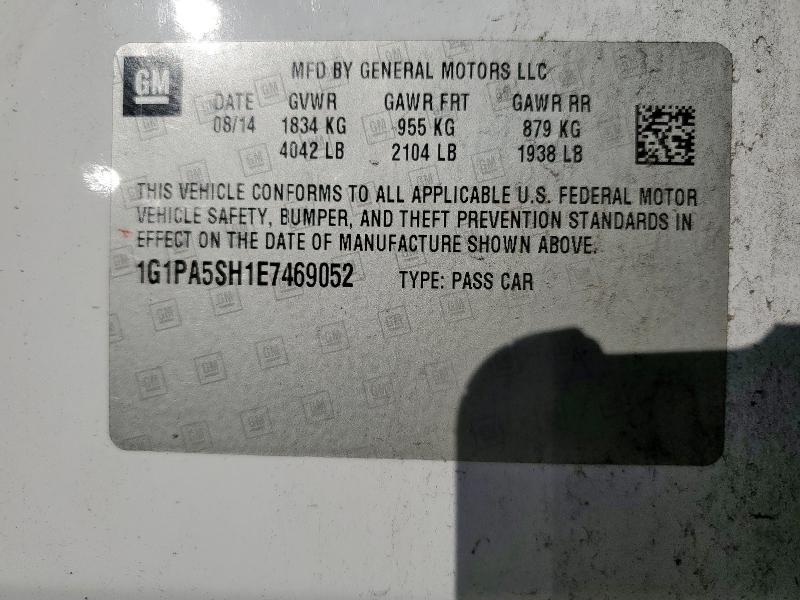 GM
MFD BY GENERAL MOTORS LLC
DATE GVWR GAWR FRT GAWR RR
08/14 1834 KG 955 KG 879 KG
4042 LB 2104 LB 1938 LB
THIS VEHICLE CONFORMS TO ALL APPLICABLE U.S. FEDERAL MOTOR
VEHICLE SAFETY, BUMPER, AND THEFT PREVENTION STANDARDS IN
EFFECT ON THE DATE OF MANUFACTURE SHOWN ABOVE.
1G1PA5SH1E7469052 TYPE: PASS CAR